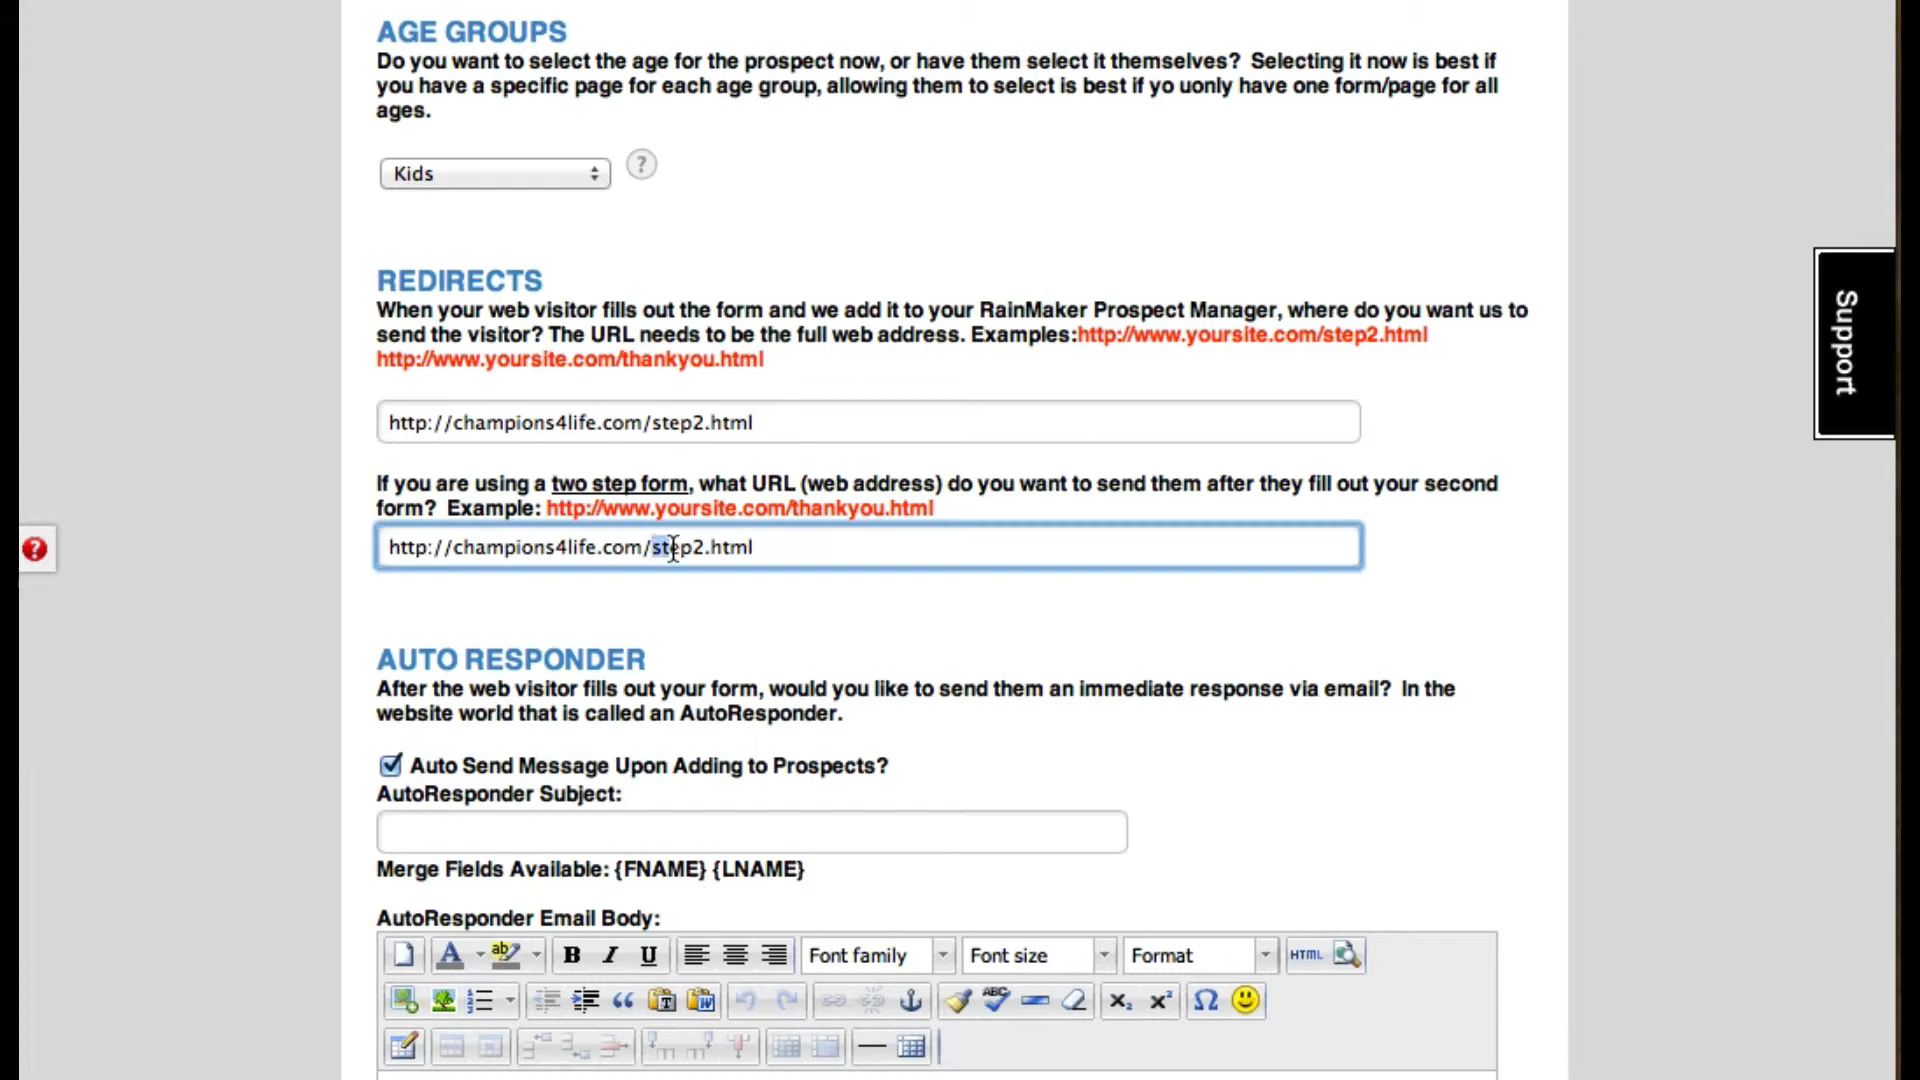 AGE GROUPS
Do you want to select the age for the prospect now, or have them select it themselves?  Selecting it now is best if
you have a specific page for each age group, allowing them to select is best if yo uonly have one form/page for all
ages.
Kids
?
REDIRECTS
When your web visitor fills out the form and we add it to your RainMaker Prospect Manager, where do you want us to
send the visitor? The URL needs to be the full web address. Examples:http://www.yoursite.com/step2.html
http://www.yoursite.com/thankyou.html
http://champions4life.com/step2.html
If you are using a two step form, what URL (web address) do you want to send them after they fill out your second
form?  Example: http://www.yoursite.com/thankyou.html
http://champions4life.com/step2.html
?
Support
AUTO RESPONDER
After the web visitor fills out your form, would you like to send them an immediate response via email?  In the
website world that is called an AutoResponder.
Auto Send Message Upon Adding to Prospects?
AutoResponder Subject:
Merge Fields Available: {FNAME} {LNAME}
AutoResponder Email Body:
A ab B I U Font family Font size Format HTML
T W ABC X₂ X² Ω